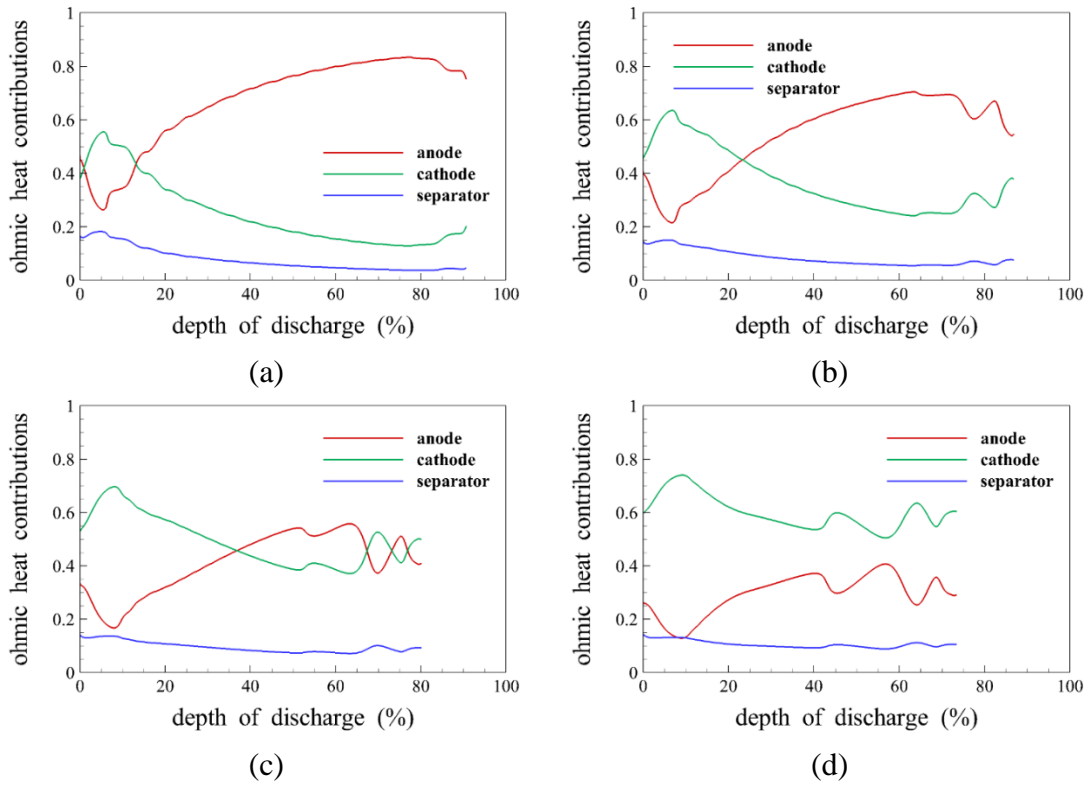 1
0.8
0.6
0.4
0.2
0
0 20 40 60 80 100
ohmic heat contributions
depth of discharge (%)
anode
cathode
separator
(a)
1
0.8
0.6
0.4
0.2
0
0 20 40 60 80 100
ohmic heat contributions
depth of discharge (%)
anode
cathode
separator
(b)
1
0.8
0.6
0.4
0.2
0
0 20 40 60 80 100
ohmic heat contributions
depth of discharge (%)
anode
cathode
separator
(c)
1
0.8
0.6
0.4
0.2
0
0 20 40 60 80 100
ohmic heat contributions
depth of discharge (%)
anode
cathode
separator
(d)